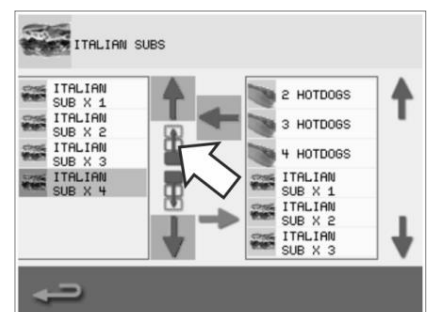 ITALIAN SUBS
ITALIAN
SUB X 1
ITALIAN
SUB X 2
ITALIAN
SUB X 3
ITALIAN
SUB X 4
2 HOTDOGS
3 HOTDOGS
4 HOTDOGS
ITALIAN
SUB X 1
ITALIAN
SUB X 2
ITALIAN
SUB X 3